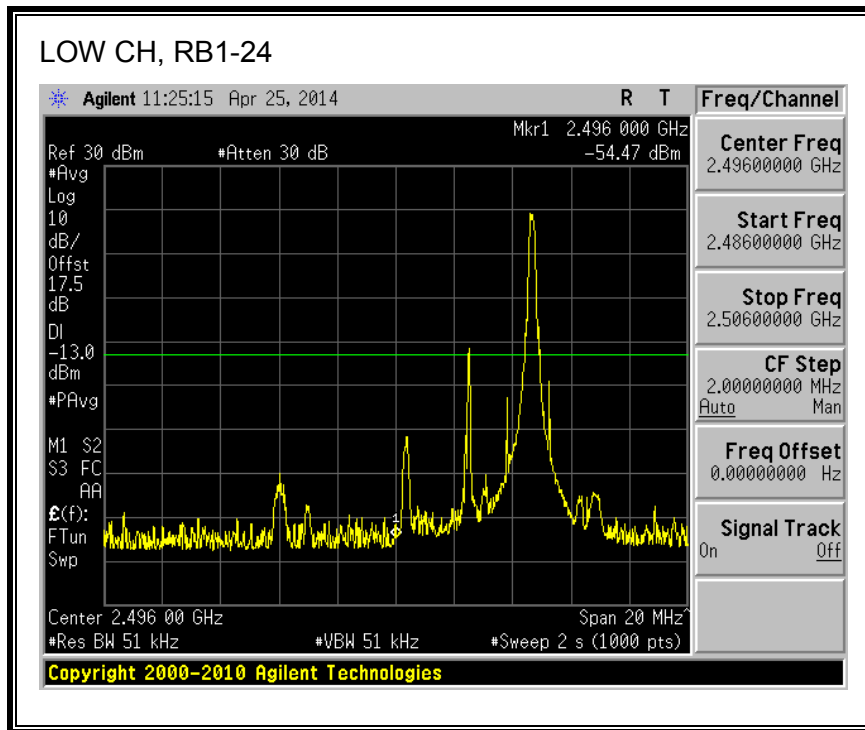 LOW CH, RB1-24
Agilent 11:25:15 Apr 25, 2014 R T
Freq/Channel
Mkr1 2.496 000 GHz
Ref 30 dBm #Atten 30 dB -54.47 dBm
#Avg
Log
10
dB/
Offst
17.5
dB
DI
-13.0
dBm
#PAvg
M1 S2
S3 FC
AA
£(f):
FTun
Swp
1
Center 2.496 00 GHz Span 20 MHz^
#Res BW 51 kHz #VBW 51 kHz #Sweep 2 s (1000 pts)
Center Freq
2.49600000 GHz
Start Freq
2.48600000 GHz
Stop Freq
2.50600000 GHz
CF Step
2.00000000 MHz
Auto Man
Freq Offset
0.00000000 Hz
Signal Track
On Off
Copyright 2000-2010 Agilent Technologies